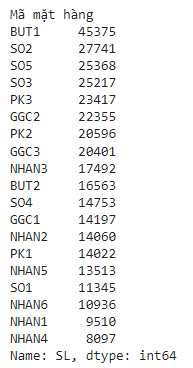 Mã mặt hàng
BUT1 45375
SO2 27741
SO5 25368
SO3 25217
PK3 23417
GGC2 22355
PK2 20596
GGC3 20401
NHAN3 17492
BUT2 16563
SO4 14753
GGC1 14197
NHAN2 14060
PK1 14022
NHAN5 13513
SO1 11345
NHAN6 10936
NHAN1 9510
NHAN4 8097
Name: SL, dtype: int64